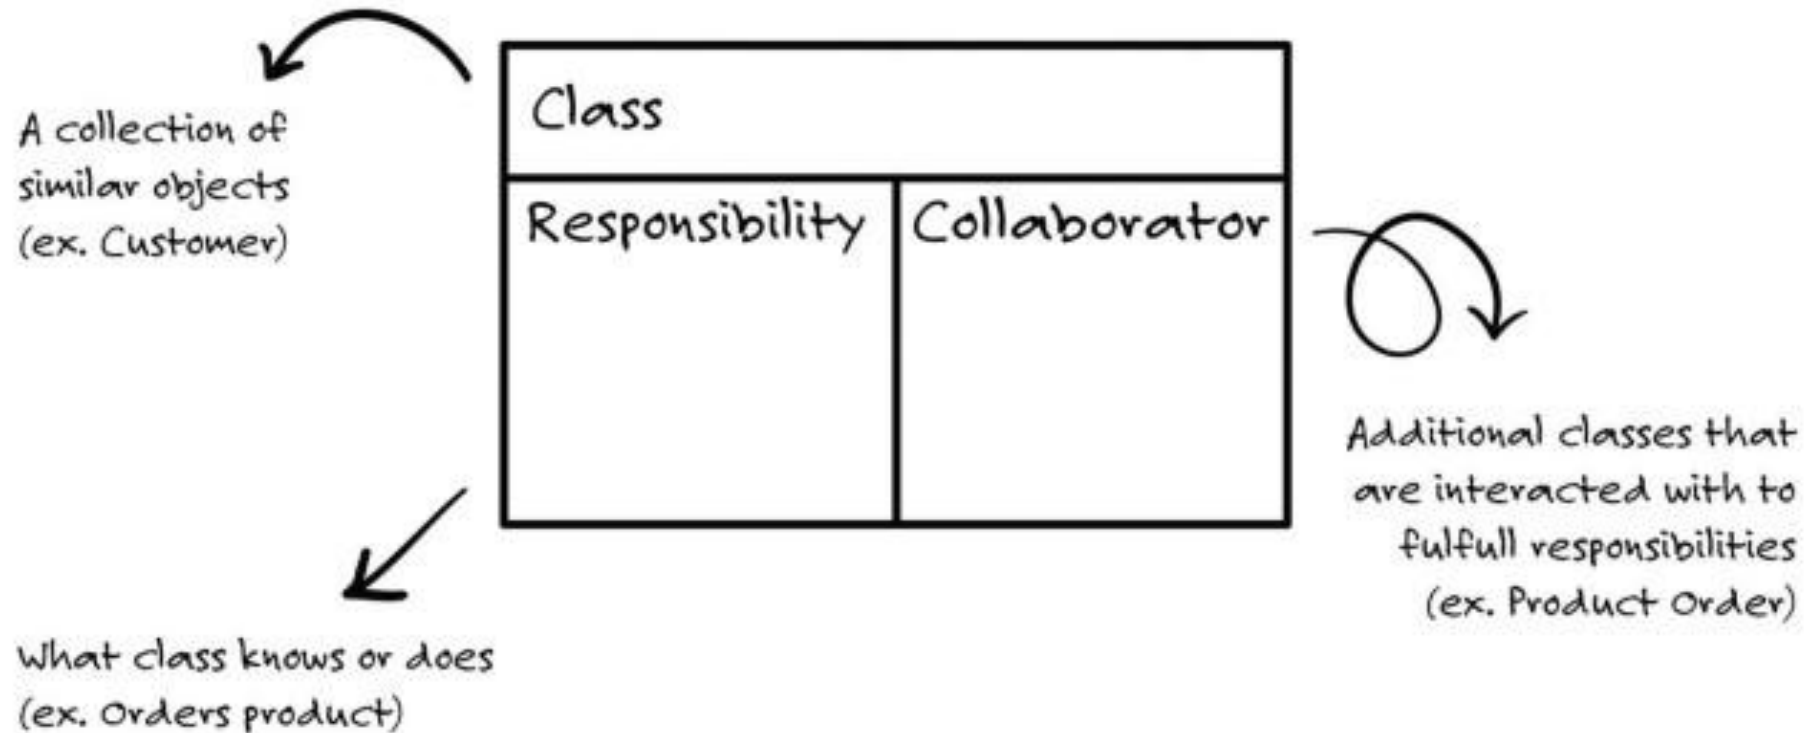 A collection of
similar objects
(ex. Customer)
Class
Responsibility
Collaborator
What class knows or does
(ex. Orders product)
Additional classes that
are interacted with to
fulfull responsibilities
(ex. Product Order)